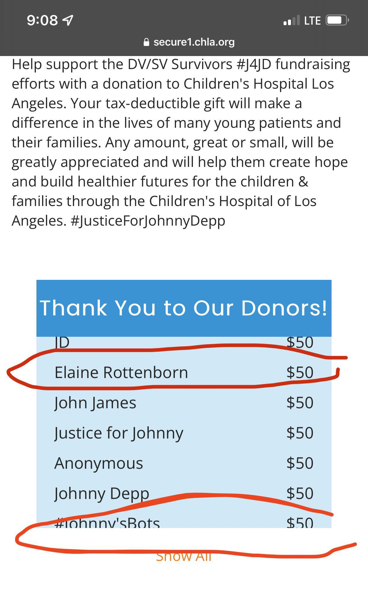 9:08
LTE
secure1.chla.org
Help support the DV/SV Survivors #J4JD fundraising
efforts with a donation to Children's Hospital Los
Angeles. Your tax-deductible gift will make a
difference in the lives of many young patients and
their families. Any amount, great or small, will be
greatly appreciated and will help them create hope
and build healthier futures for the children &
families through the Children's Hospital of Los
Angeles. #JusticeForJohnnyDepp
Thank You to Our Donors!
JD $50
Elaine Rottenborn $50
John James $50
Justice for Johnny $50
Anonymous $50
Johnny Depp $50
#Johnny'sBots $50
Show All